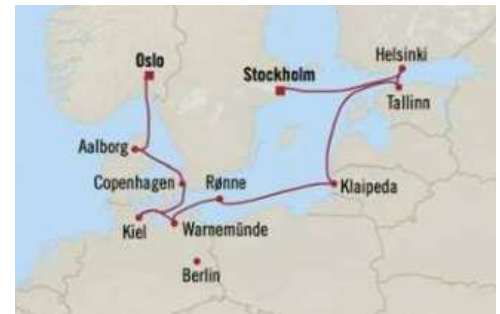 Oslo
Helsinki
Stockholm
Tallinn
Aalborg
Copenhagen
Rønne
Klaipeda
Kiel
Warnemünde
Berlin